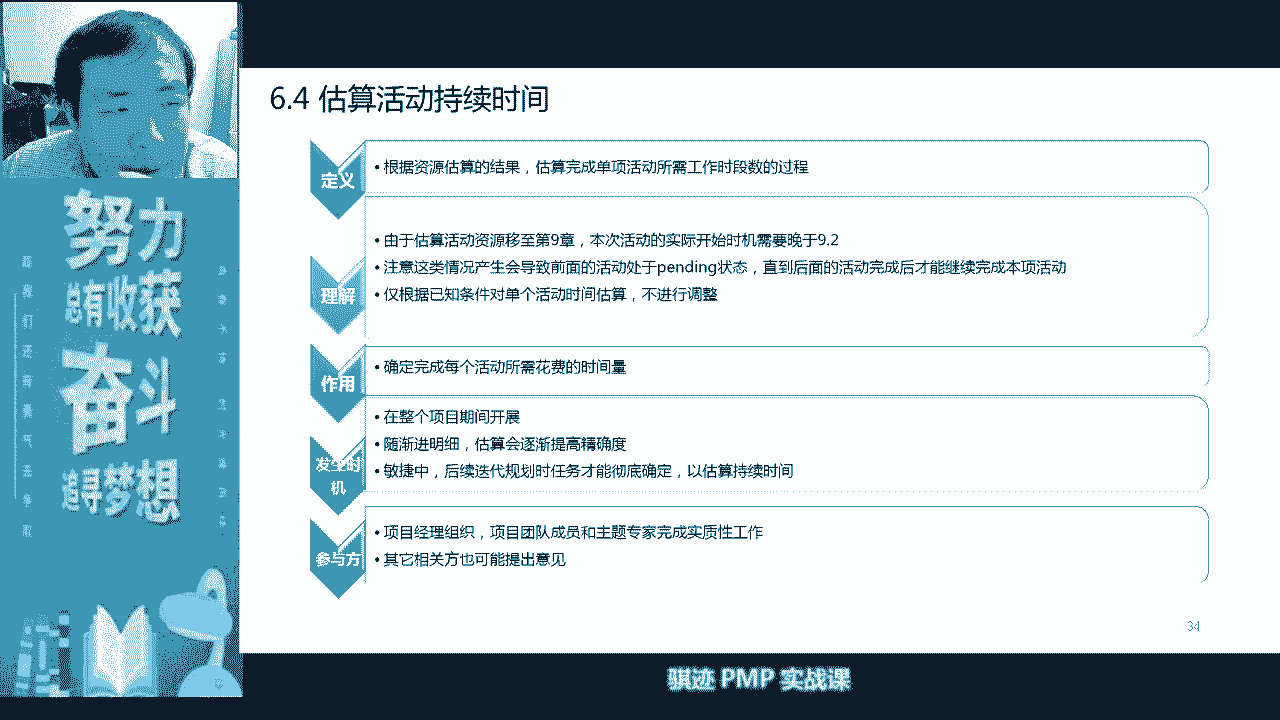 努力
总有收获
奋斗
追寻梦想
6.4 估算活动持续时间
定义
•根据资源估算的结果，估算完成单项活动所需工作时段数的过程
理解
•由于估算活动资源移至第9章，本次活动的实际开始时机需要晚于9.2
•注意这类情况产生会导致前面的活动处于pending状态，直到后面的活动完成后才能继续完成本项活动
•仅根据已知条件对单个活动时间估算，不进行调整
作用
•确定完成每个活动所需花费的时间量
发生时
机
•在整个项目期间开展
•随渐进明细，估算会逐渐提高精确度
•敏捷中，后续迭代规划时任务才能彻底确定，以估算持续时间
参与方
•项目经理组织，项目团队成员和主题专家完成实质性工作
•其它相关方也可能提出意见
34
骐迹 PMP 实战课